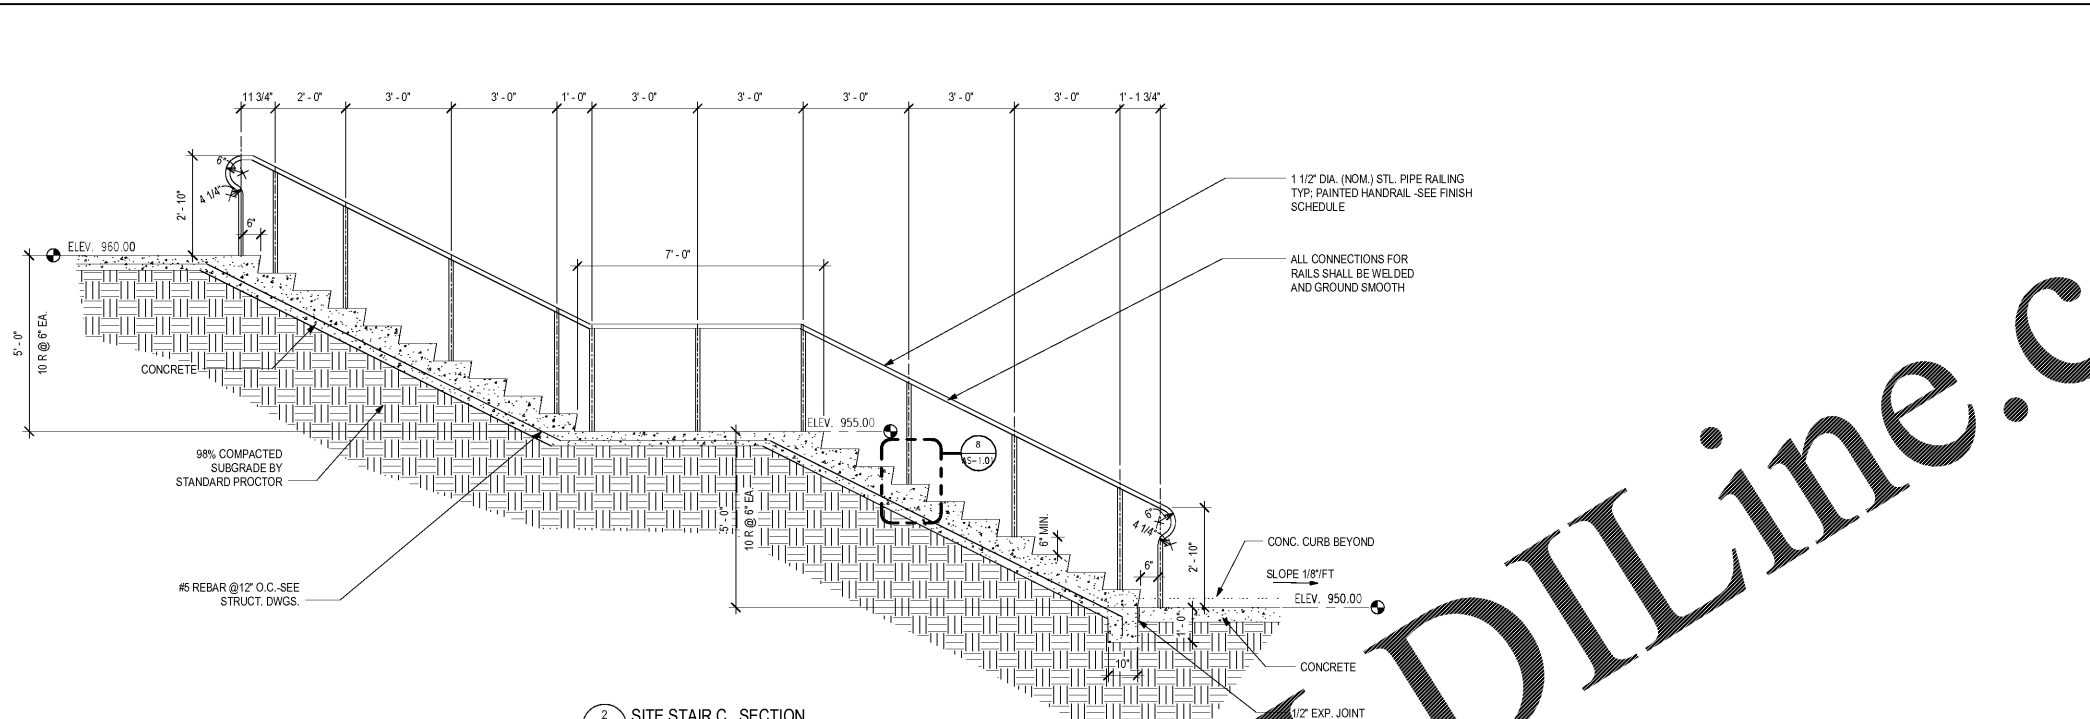 11 3/4"
2' - 0"
3' - 0"
3' - 0"
1' - 0"
3' - 0"
3' - 0"
3' - 0"
3' - 0"
3' - 0"
1' - 1 3/4"
6"
4 1/4"
2' - 10"
6"
ELEV. 960.00
5' - 0"
10 R @ 6" EA.
CONCRETE
7' - 0"
1 1/2" DIA. (NOM.) STL. PIPE RAILING
TYP; PAINTED HANDRAIL -SEE FINISH
SCHEDULE
ALL CONNECTIONS FOR
RAILS SHALL BE WELDED
AND GROUND SMOOTH
ELEV. 955.00
8
AS-1.01
98% COMPACTED
SUBGRADE BY
STANDARD PROCTOR
5' - 0"
10 R @ 6" EA.
6" MIN.
6"
4 1/4"
6"
2' - 10"
CONC. CURB BEYOND
SLOPE 1/8"/FT
ELEV. 950.00
#5 REBAR @12" O.C.-SEE
STRUCT. DWGS.
1' - 0"
10"
CONCRETE
1/2" EXP. JOINT
2
SITE STAIR C SECTION
DILine.c